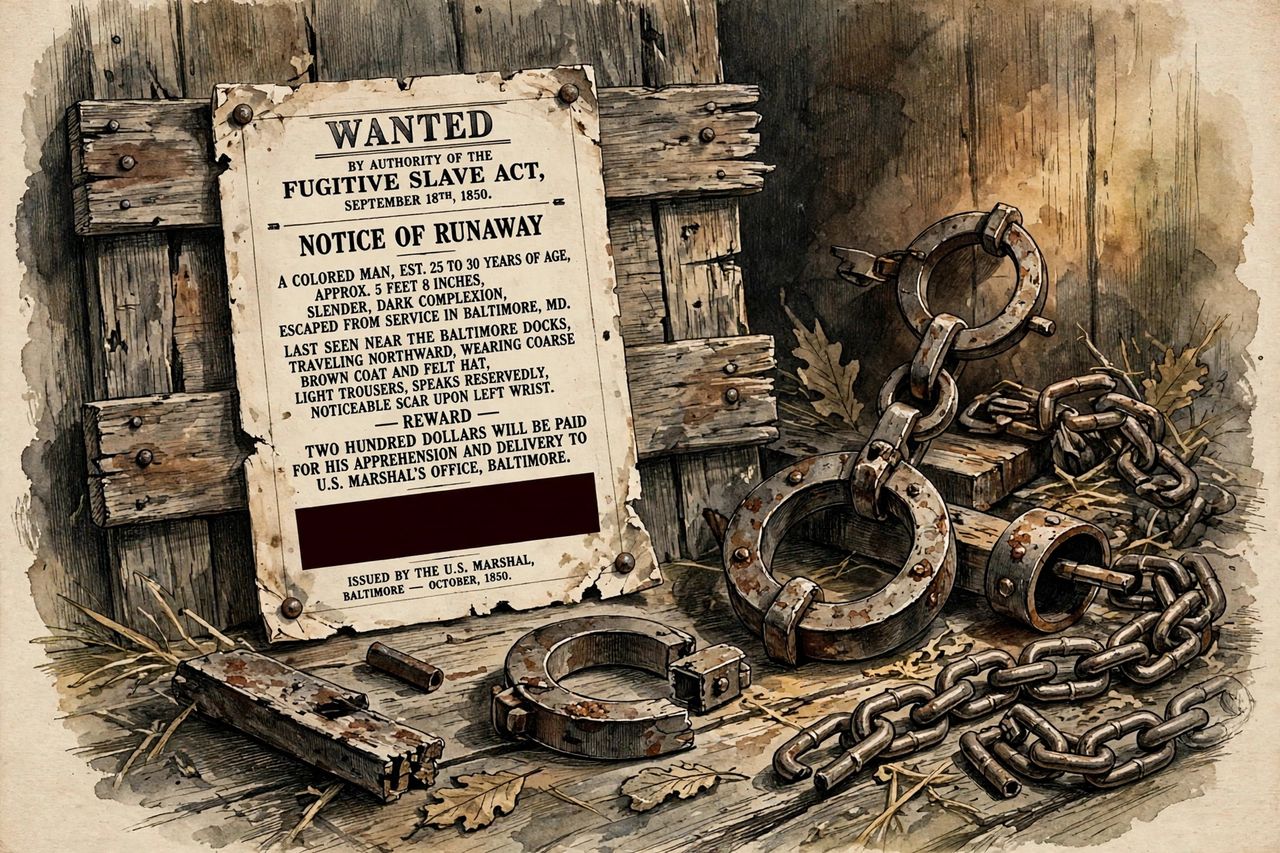 WANTED
BY AUTHORITY OF THE
FUGITIVE SLAVE ACT,
SEPTEMBER 18TH, 1850.
NOTICE OF RUNAWAY
A COLORED MAN, EST. 25 TO 30 YEARS OF AGE,
APPROX. 5 FEET 8 INCHES,
SLENDER, DARK COMPLEXION,
ESCAPED FROM SERVICE IN BALTIMORE, MD.
LAST SEEN NEAR THE BALTIMORE DOCKS,
TRAVELING NORTHWARD, WEARING COARSE
BROWN COAT AND FELT HAT,
LIGHT TROUSERS, SPEAKS RESERVEDLY,
NOTICEABLE SCAR UPON LEFT WRIST.
— REWARD —
TWO HUNDRED DOLLARS WILL BE PAID
FOR HIS APPREHENSION AND DELIVERY TO
U.S. MARSHAL'S OFFICE, BALTIMORE.
ISSUED BY THE U.S. MARSHAL,
BALTIMORE — OCTOBER, 1850.